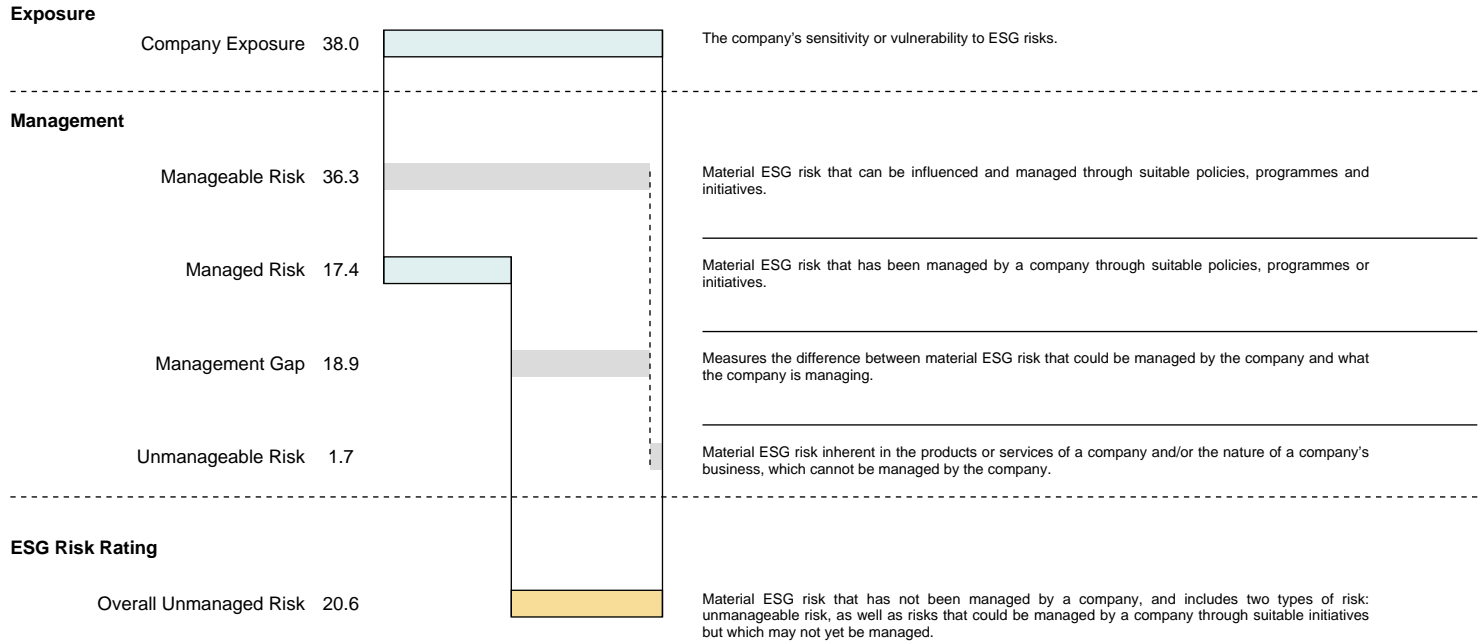 Exposure
Company Exposure 38.0
The company’s sensitivity or vulnerability to ESG risks.
Management
Manageable Risk 36.3
Material ESG risk that can be influenced and managed through suitable policies, programmes and
initiatives.
Managed Risk 17.4
Material ESG risk that has been managed by a company through suitable policies, programmes or
initiatives.
Management Gap 18.9
Measures the difference between material ESG risk that could be managed by the company and what
the company is managing.
Unmanageable Risk 1.7
Material ESG risk inherent in the products or services of a company and/or the nature of a company’s
business, which cannot be managed by the company.
ESG Risk Rating
Overall Unmanaged Risk 20.6
Material ESG risk that has not been managed by a company, and includes two types of risk:
unmanageable risk, as well as risks that could be managed by a company through suitable initiatives
but which may not yet be managed.